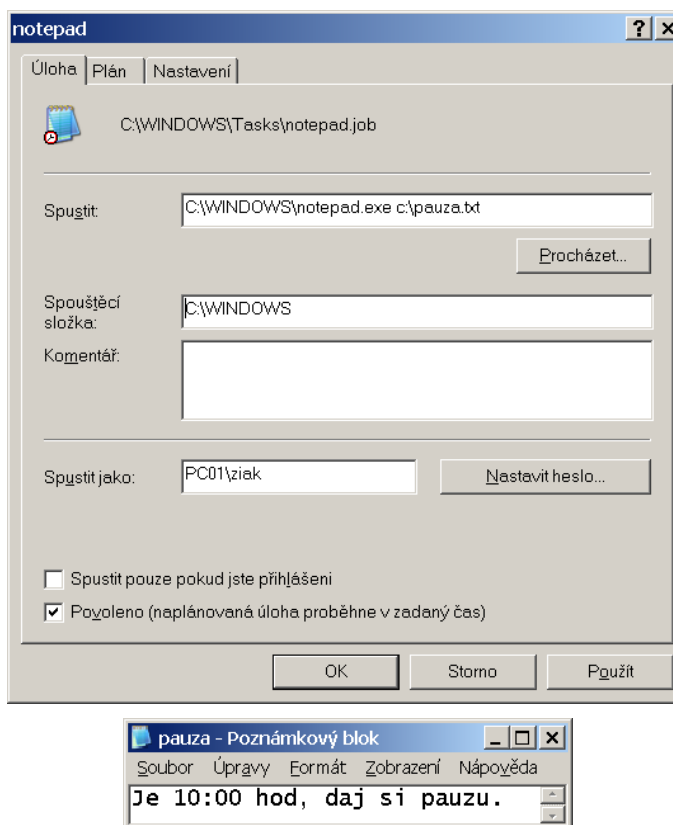 notepad
Úloha Plán Nastavení
C:\WINDOWS\Tasks\notepad.job
Spustit: C:\WINDOWS\notepad.exe c:\pauza.txt
Procházet...
Spouštěcí
složka: C:\WINDOWS
Komentář:
Spustit jako: PC01\ziak Nastavit heslo...
Spustit pouze pokud jste přihlášeni
Povoleno (naplánovaná úloha proběhne v zadaný čas)
OK Storno Použít
pauza - Poznámkový blok
Soubor Úpravy Formát Zobrazení Nápověda
Je 10:00 hod, daj si pauzu.